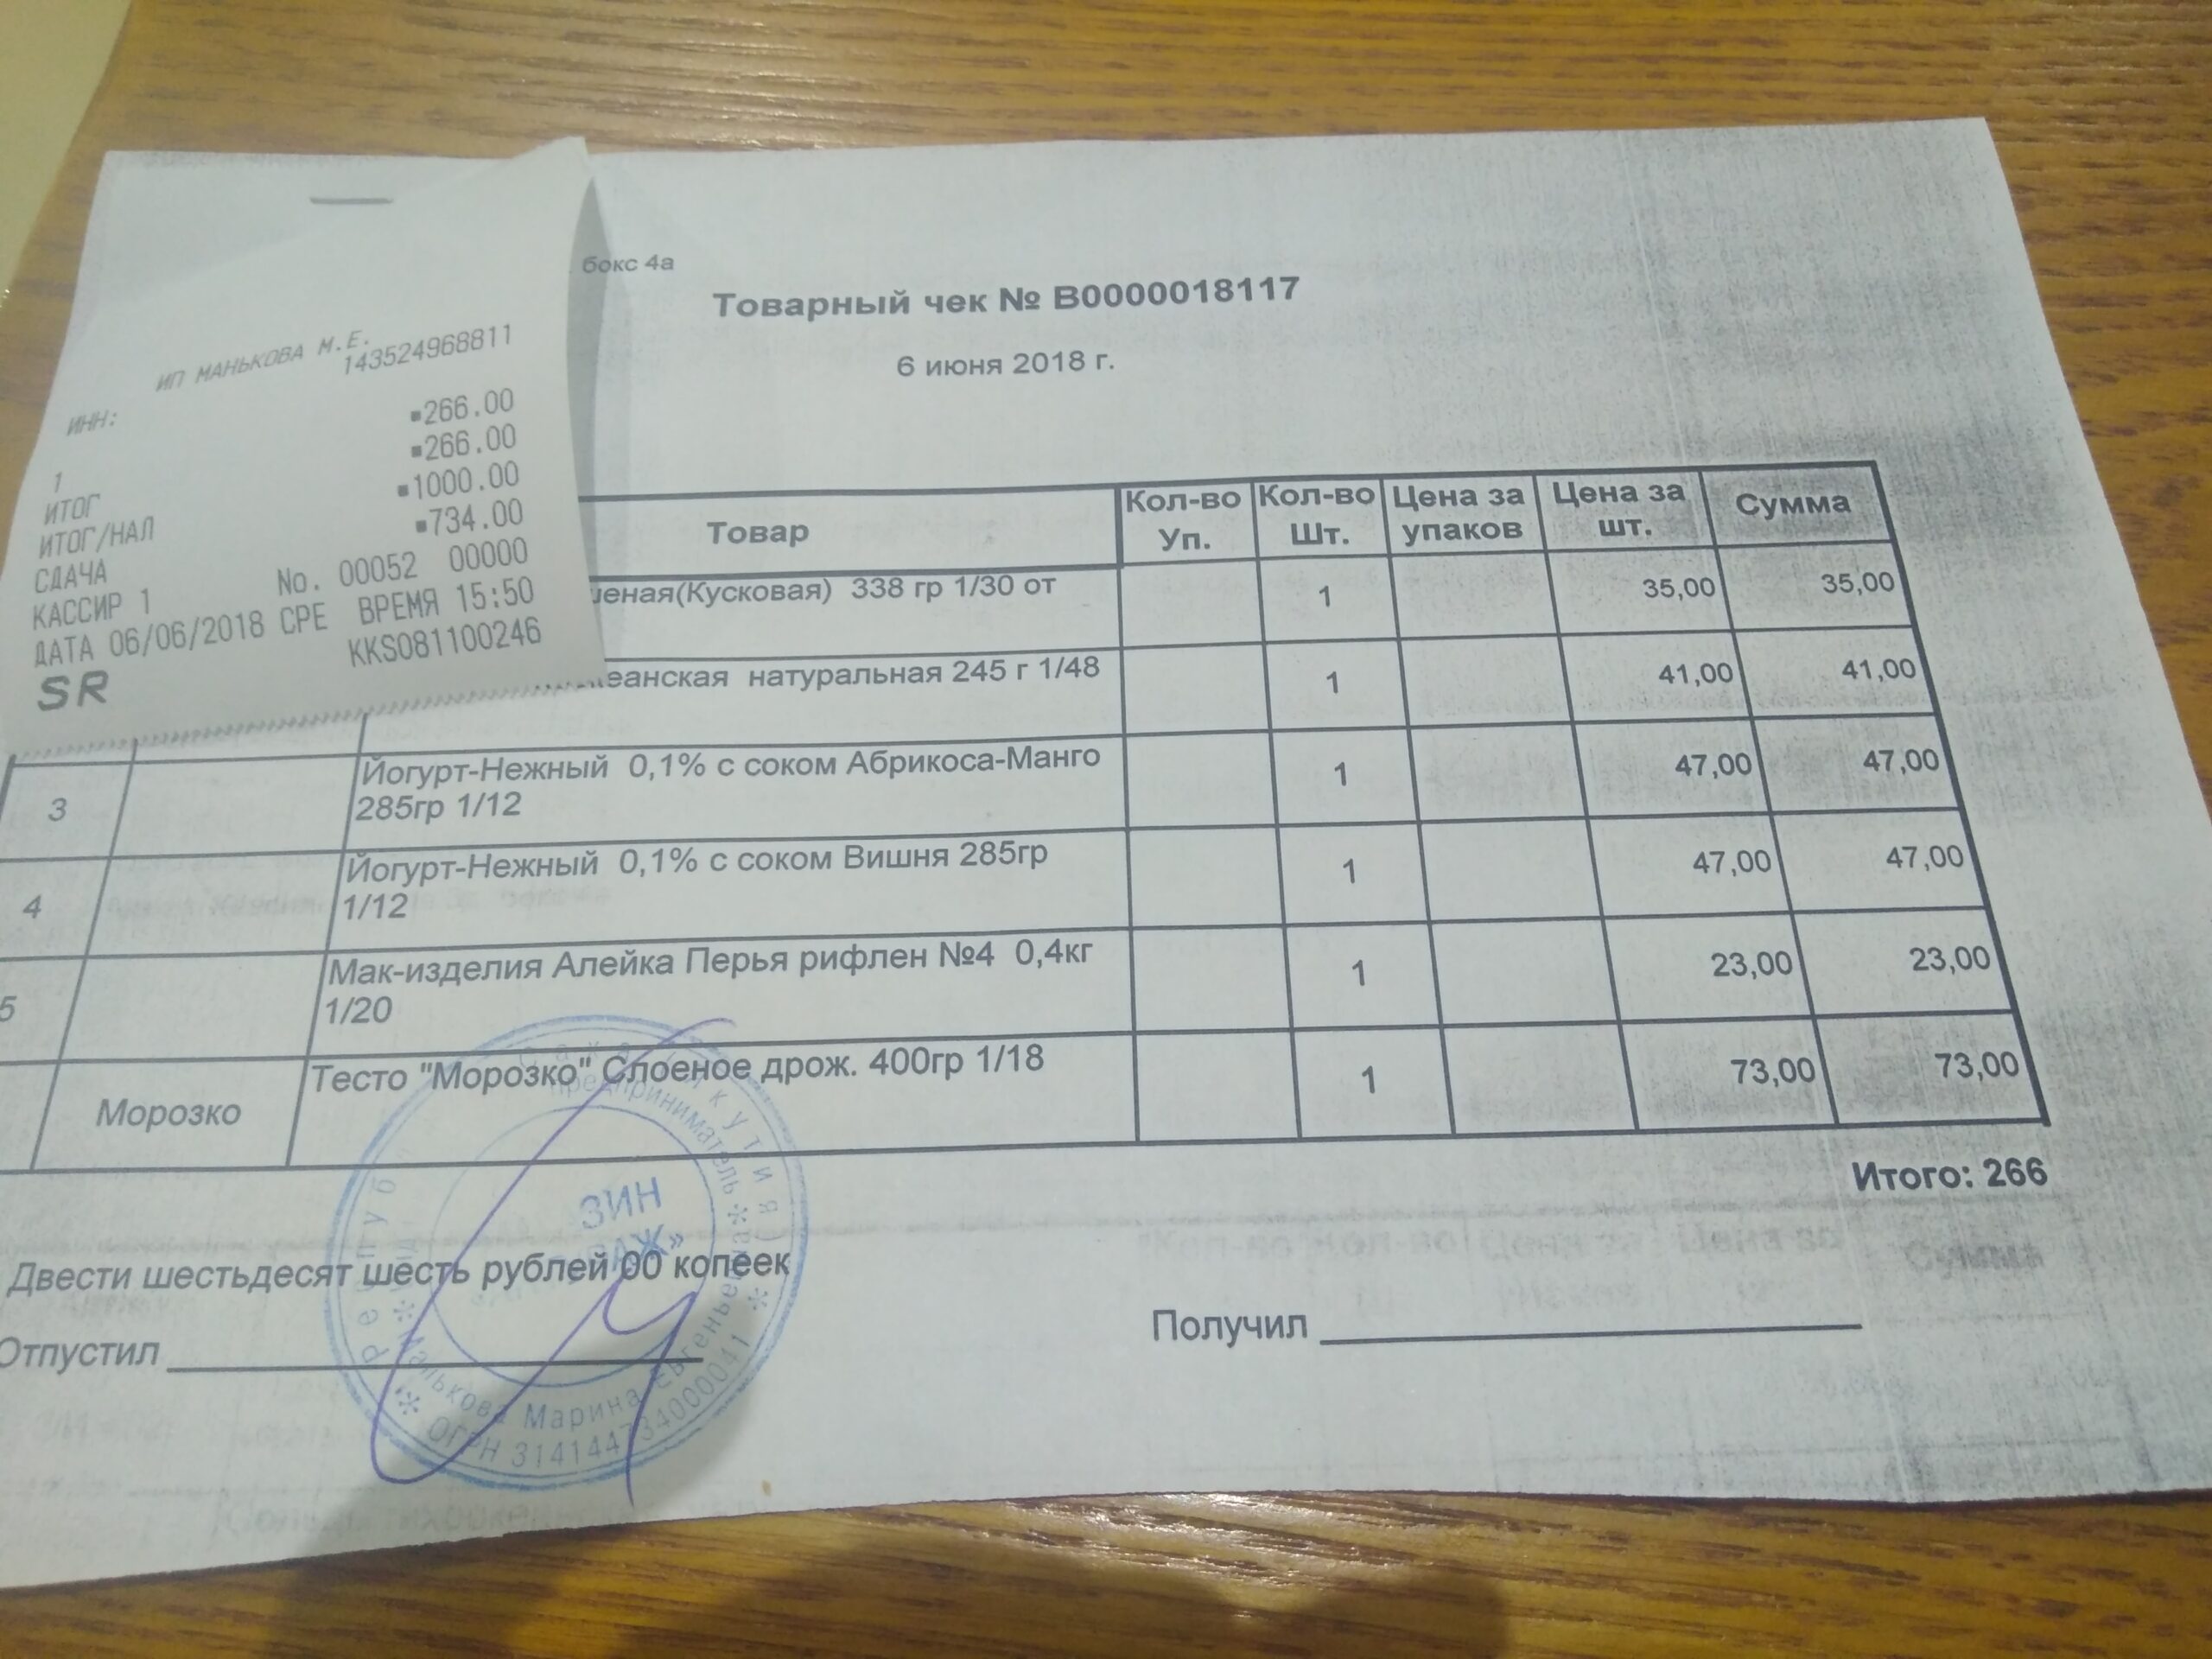 бокс 4а
Товарный чек № В0000018117
6 июня 2018 г.
ИП МАНЬКОВА М.Е.
ИНН: 143524968811
1 ▪266.00
ИТОГ ▪266.00
ИТОГ/НАЛ ▪1000.00
СДАЧА ▪734.00
КАССИР 1 No. 00052 00000
ДАТА 06/06/2018 СРЕ ВРЕМЯ 15:50
SR KKS081100246
Товар Кол-во Уп. Кол-во Шт. Цена за упаков Цена за шт. Сумма
(Кусковая) 338 гр 1/30 от 1 35,00 35,00
натуральная 245 г 1/48 1 41,00 41,00
3 Йогурт-Нежный 0,1% с соком Абрикоса-Манго 1 47,00 47,00
285гр 1/12
4 Йогурт-Нежный 0,1% с соком Вишня 285гр 1 47,00 47,00
1/12
5 Мак-изделия Алейка Перья рифлен №4 0,4кг 1 23,00 23,00
1/20
Морозко Тесто "Морозко" Слоеное дрож. 400гр 1/18 1 73,00 73,00
Итого: 266
Двести шестьдесят шесть рублей 00 копеек
Отпустил
Получил
предприниматель
Манькова Марина Евгеньевна
ОГРН 314144734000011